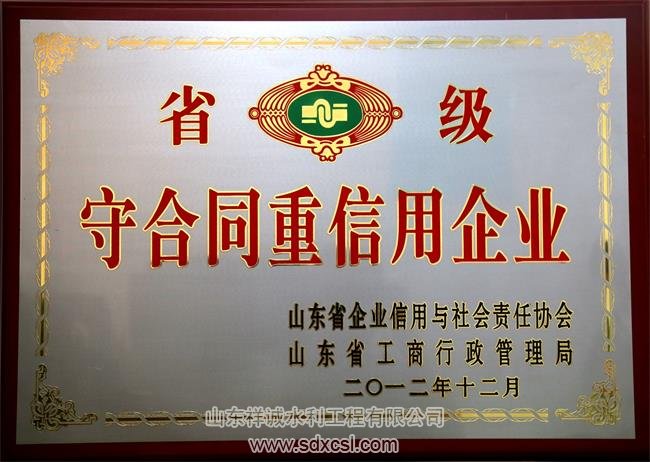 省 级
守合同重信用企业
山东省企业信用与社会责任协会
山东省工商行政管理局
二〇一二年十二月
山东祥诚水利工程有限公司
www.sdxcsl.com